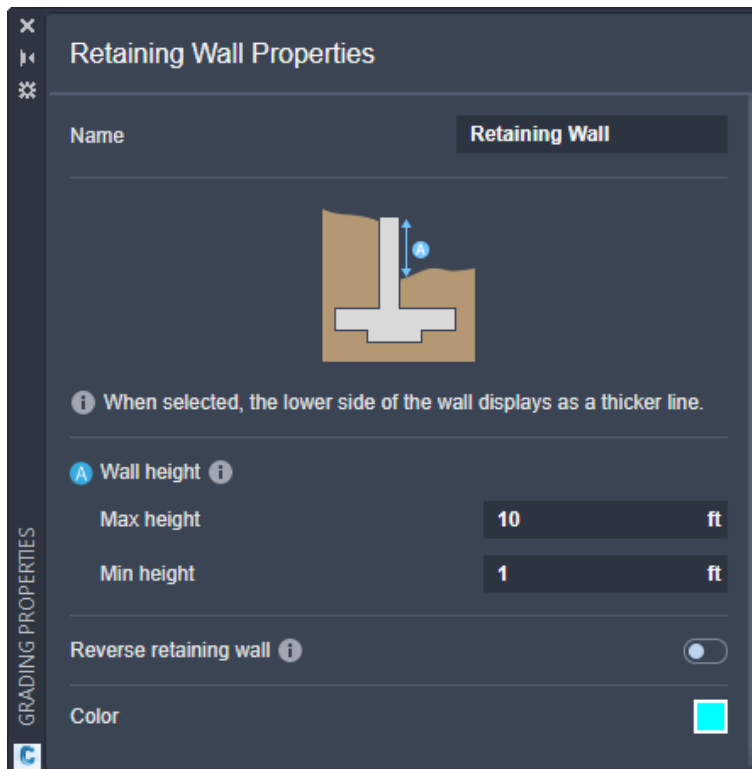 Retaining Wall Properties
Name Retaining Wall
A
When selected, the lower side of the wall displays as a thicker line.
A Wall height
Max height 10 ft
Min height 1 ft
Reverse retaining wall
Color
GRADING PROPERTIES
C